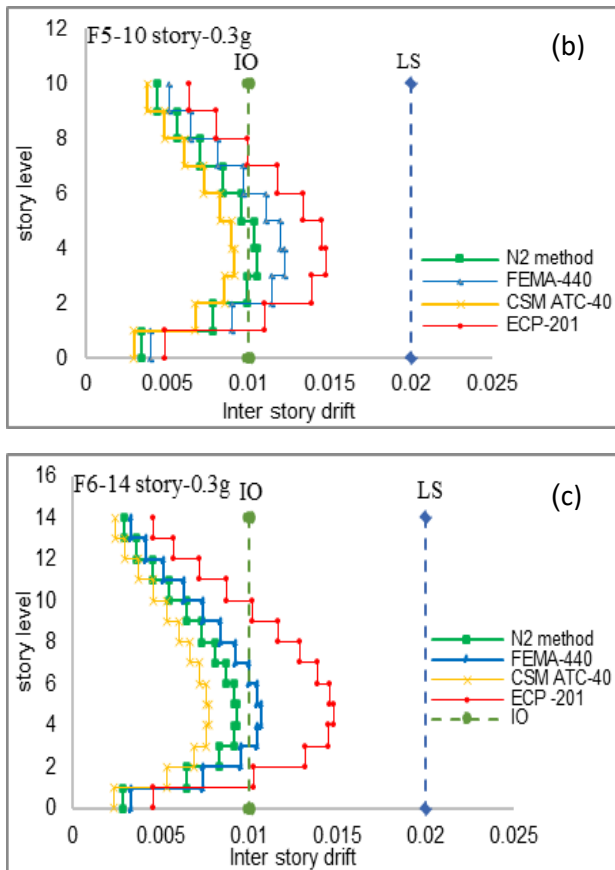 F5-10 story-0.3g
(b)
IO
LS
12
10
8
6
4
2
0
story level
N2 method
FEMA-440
CSM ATC-40
ECP-201
0 0.005 0.01 0.015 0.02 0.025
Inter story drift
F6-14 story-0.3g
(c)
IO
LS
16
14
12
10
8
6
4
2
0
story level
N2 method
FEMA-440
CSM ATC-40
ECP -201
IO
0 0.005 0.01 0.015 0.02 0.025
Inter story drift